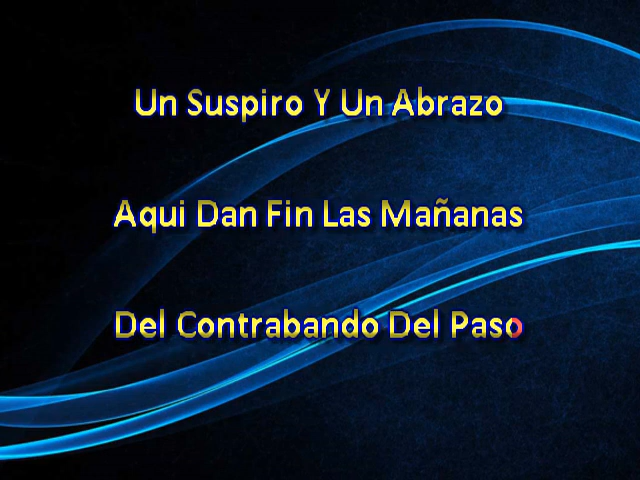 Un Suspiro Y Un Abrazo
Aqui Dan Fin Las Mañanas
Del Contrabando Del Paso